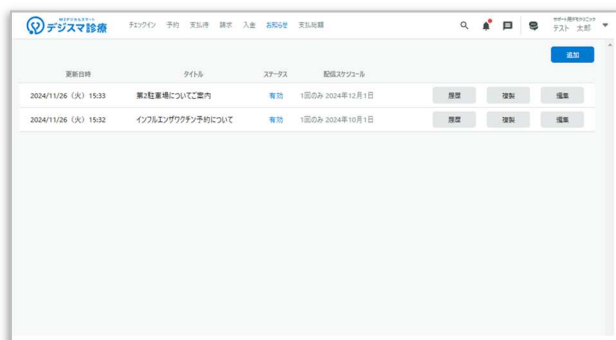 M3デジカルスマート
デジスマ診療
チェックイン 予約 支払待 請求 入金 お知らせ 支払総額
テスト 太郎
追加
更新日時 タイトル ステータス 配信スケジュール
2024/11/26（火）15:33 第2駐車場についてご案内 有効 1回のみ 2024年12月1日 履歴 複製 編集
2024/11/26（火）15:32 インフルエンザワクチン予約について 有効 1回のみ 2024年10月1日 履歴 複製 編集